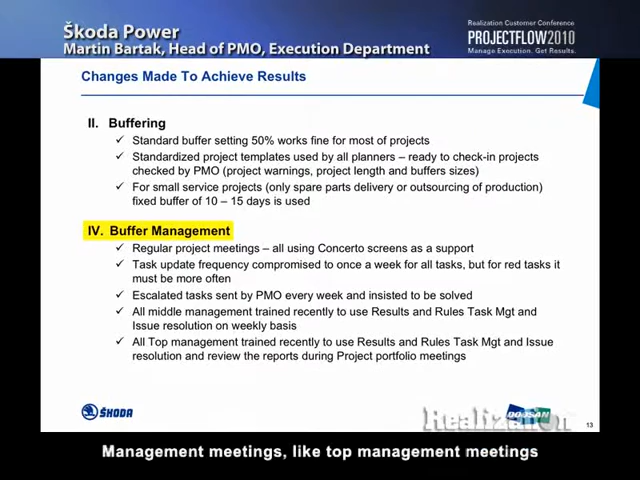 Škoda Power
Martin Bartak, Head of PMO, Execution Department
Realization Customer Conference
PROJECTFLOW2010
Manage Execution. Get Results.
Changes Made To Achieve Results
II. Buffering
✓ Standard buffer setting 50% works fine for most of projects
✓ Standardized project templates used by all planners – ready to check-in projects
checked by PMO (project warnings, project length and buffers sizes)
✓ For small service projects (only spare parts delivery or outsourcing of production)
fixed buffer of 10 – 15 days is used
IV. Buffer Management
✓ Regular project meetings – all using Concerto screens as a support
✓ Task update frequency compromised to once a week for all tasks, but for red tasks it
must be more often
✓ Escalated tasks sent by PMO every week and insisted to be solved
✓ All middle management trained recently to use Results and Rules Task Mgt and
Issue resolution on weekly basis
✓ All Top management trained recently to use Results and Rules Task Mgt and Issue
resolution and review the reports during Project portfolio meetings
ŠKODA
DOOSAN
Realization
13
Management meetings, like top management meetings